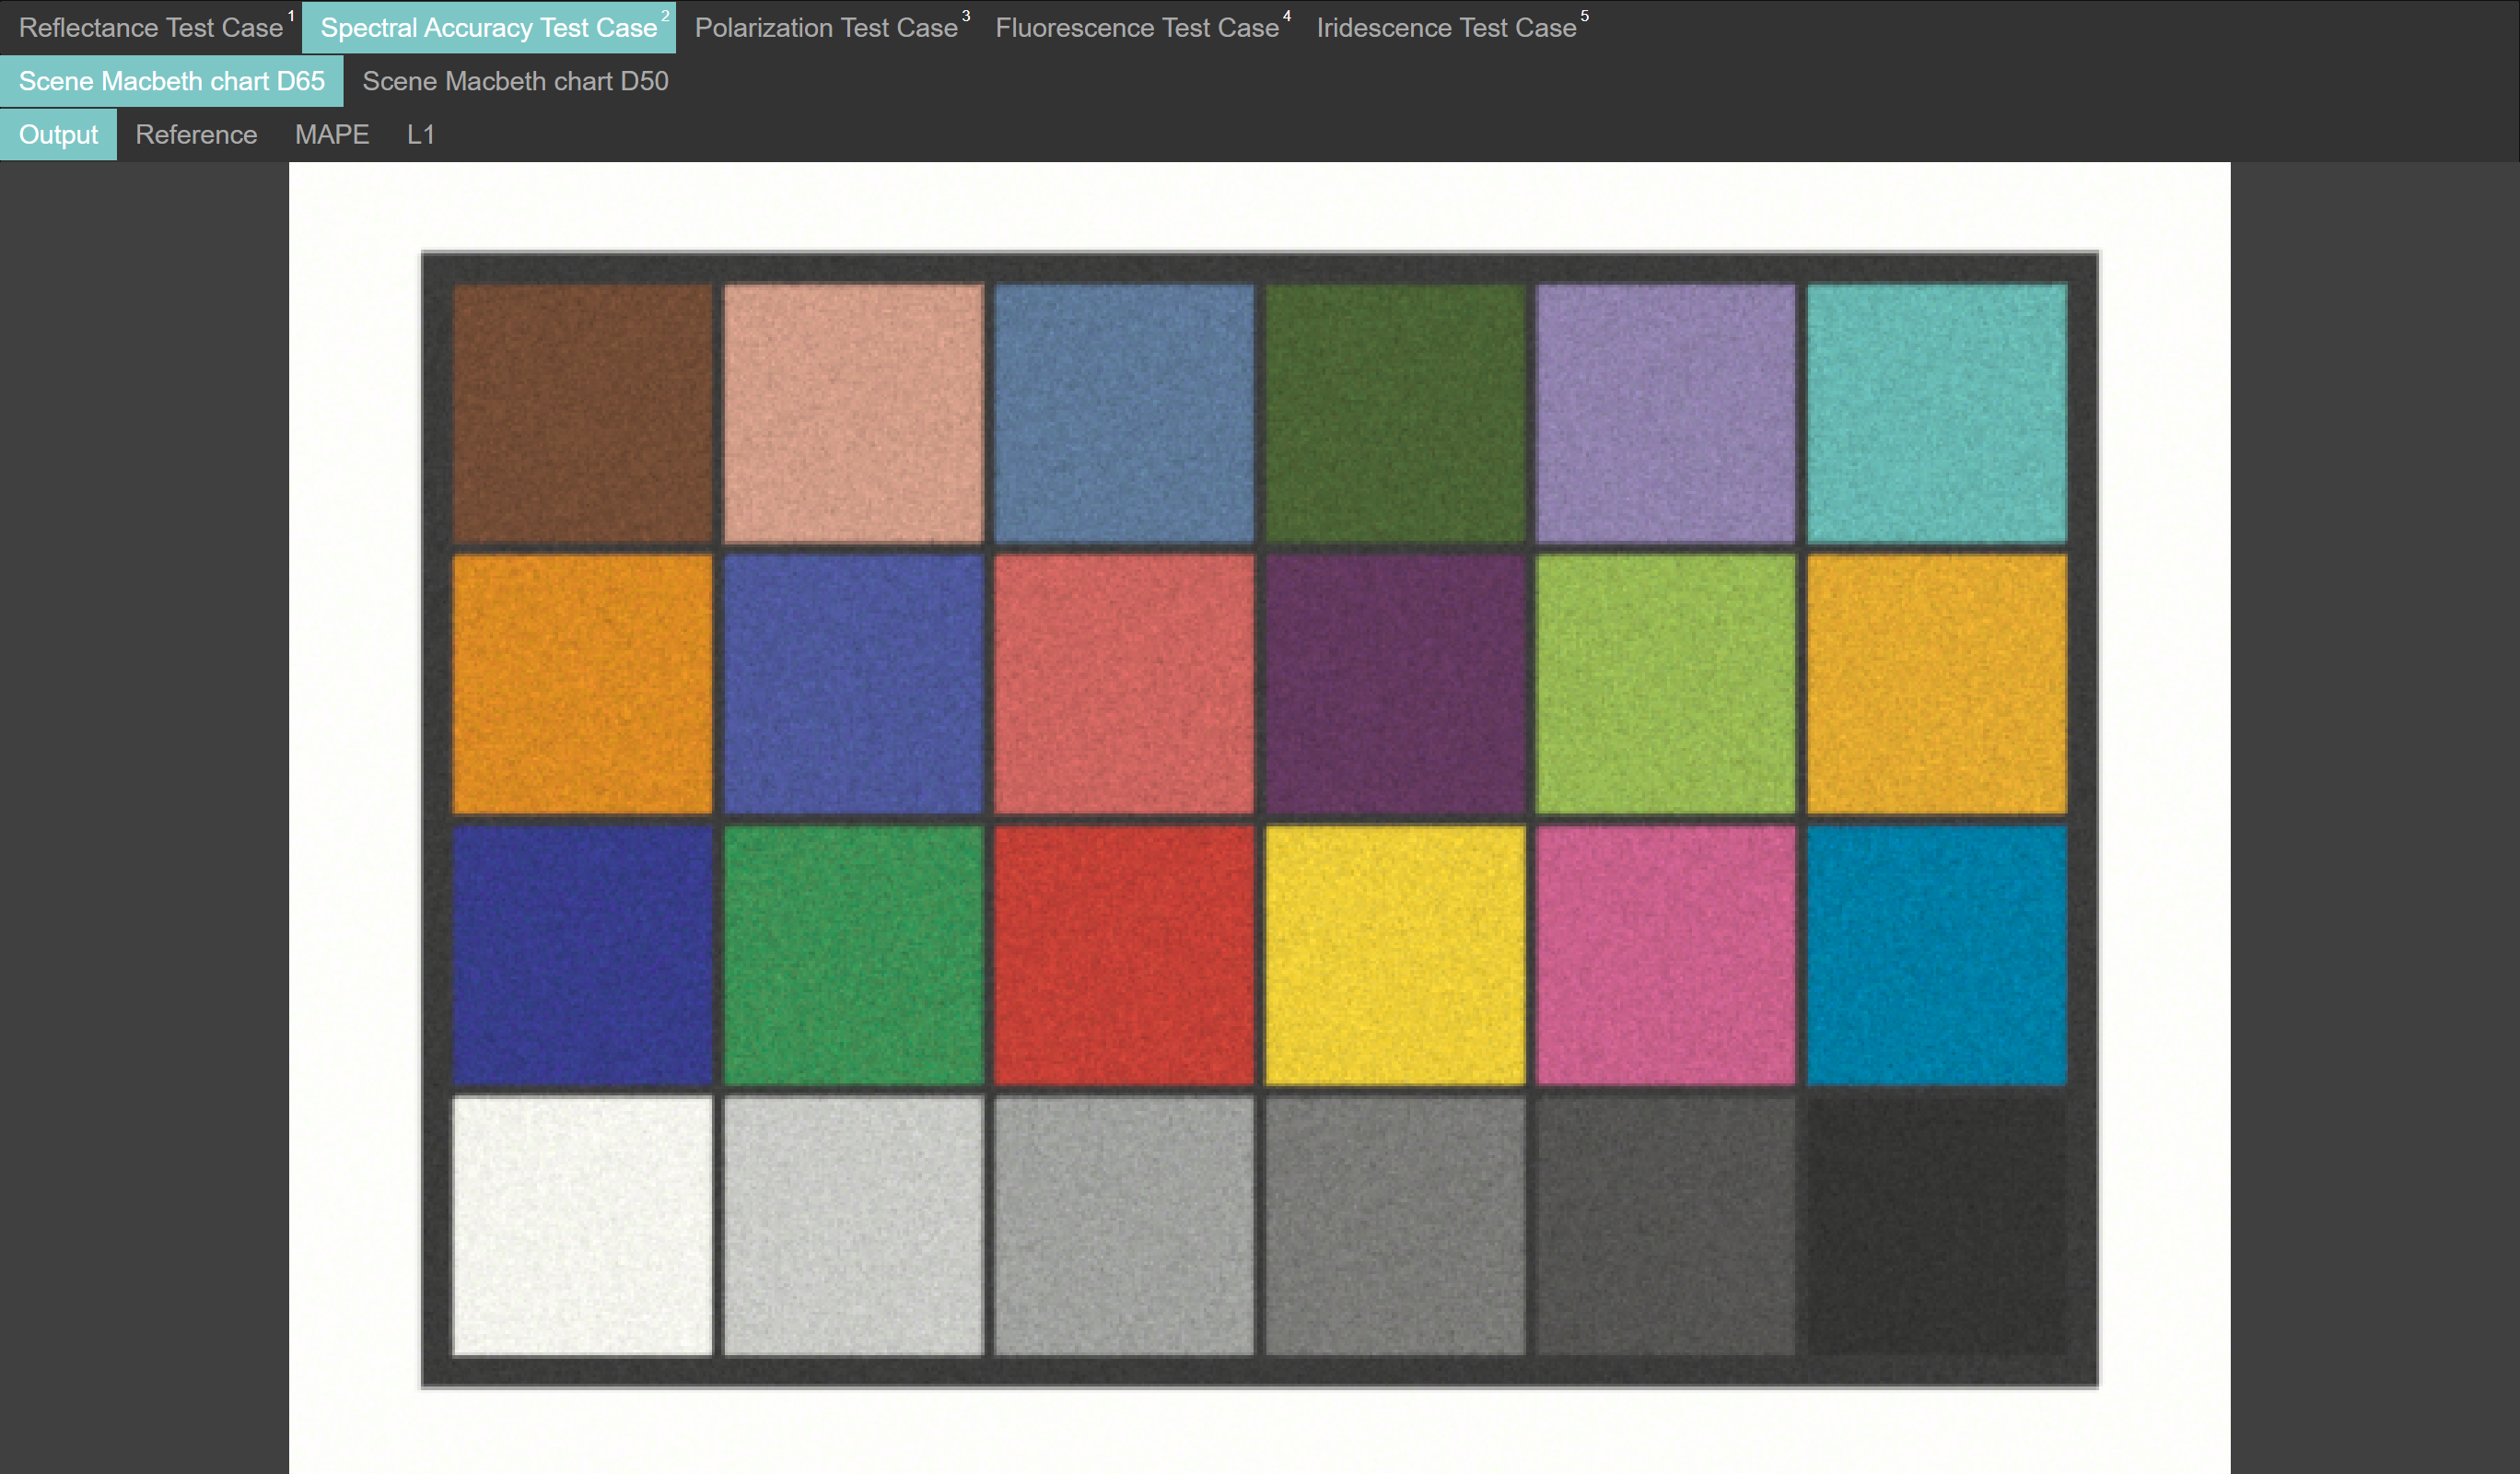 Reflectance Test Case 1 Spectral Accuracy Test Case 2 Polarization Test Case 3 Fluorescence Test Case 4 Iridescence Test Case 5
Scene Macbeth chart D65 Scene Macbeth chart D50
Output Reference MAPE L1